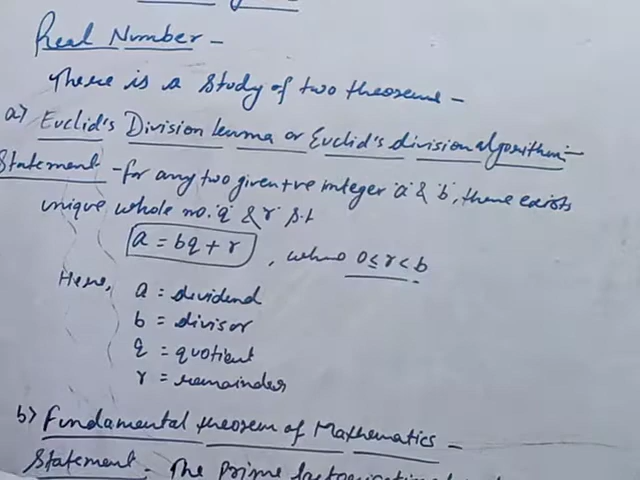 Real Number -
There is a study of two theorems -
a) Euclid's Division lemma or Euclid's division algorithm:-
Statement - for any two given +ve integer 'a' & 'b', there exists
unique whole no. 'q' & 'r' s.t
a = bq + r , where 0 ≤ r < b
Here, a = dividend
b = divisor
q = quotient
r = remainder
b) Fundamental theorem of Mathematics -
Statement - The prime